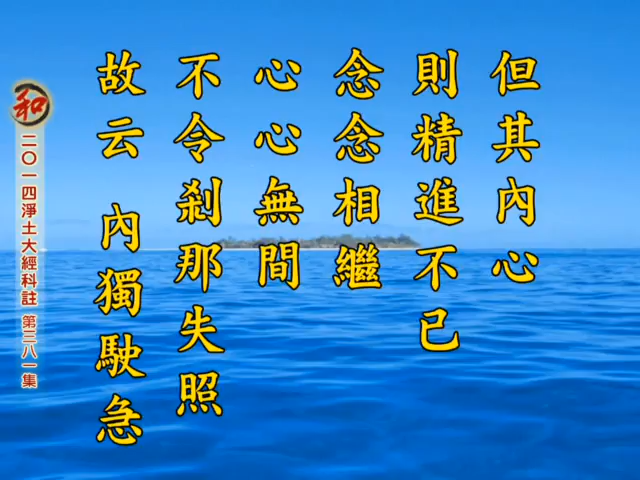 但其內心
則精進不已
念念相繼
心心無間
不令剎那失照
故云 內獨駛急
和
二〇一四淨土大經科註 第三八一集